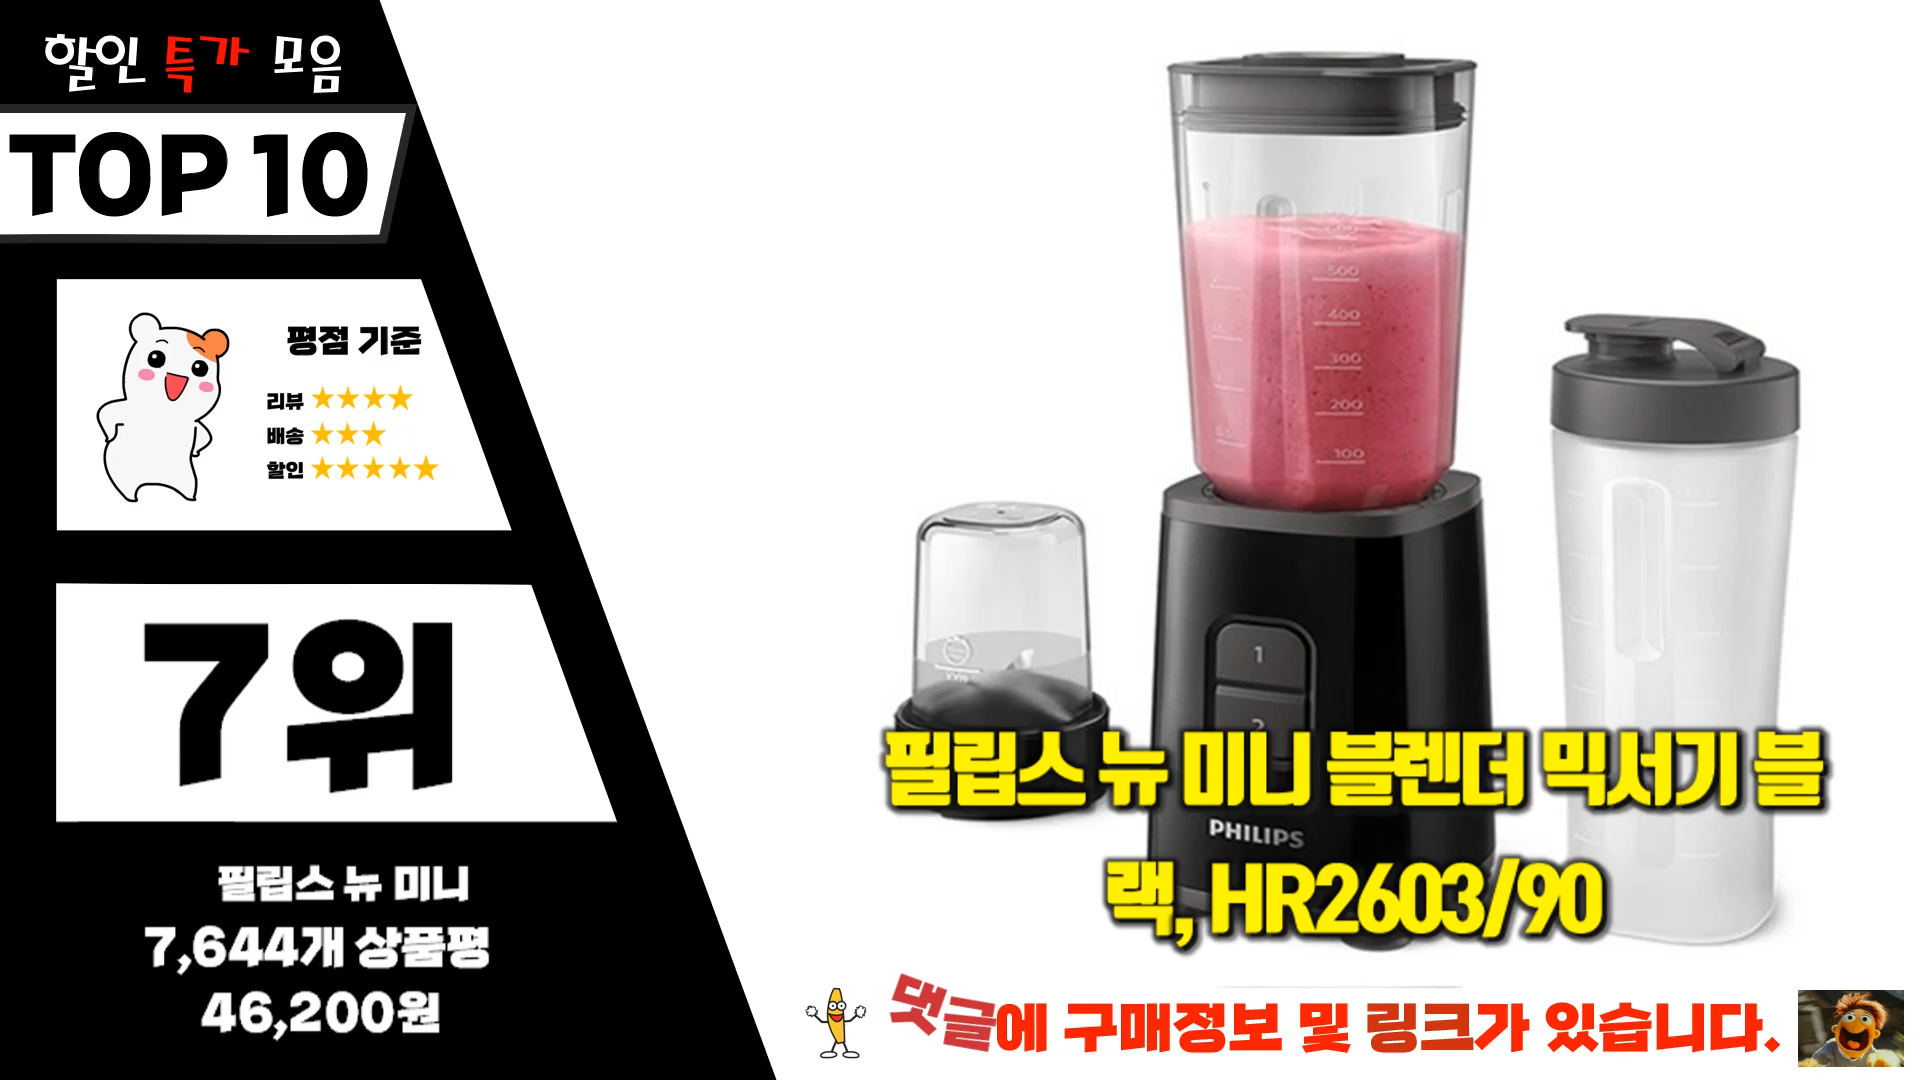 할인 특가 모음
TOP 10
평점 기준
리뷰 ★★★★
배송 ★★★
할인 ★★★★★
7위
필립스 뉴 미니
7,644개 상품평
46,200원
500
400
300
200
100
1
2
PHILIPS
필립스 뉴 미니 블렌더 믹서기 블
랙, HR2603/90
댓글에 구매정보 및 링크가 있습니다.